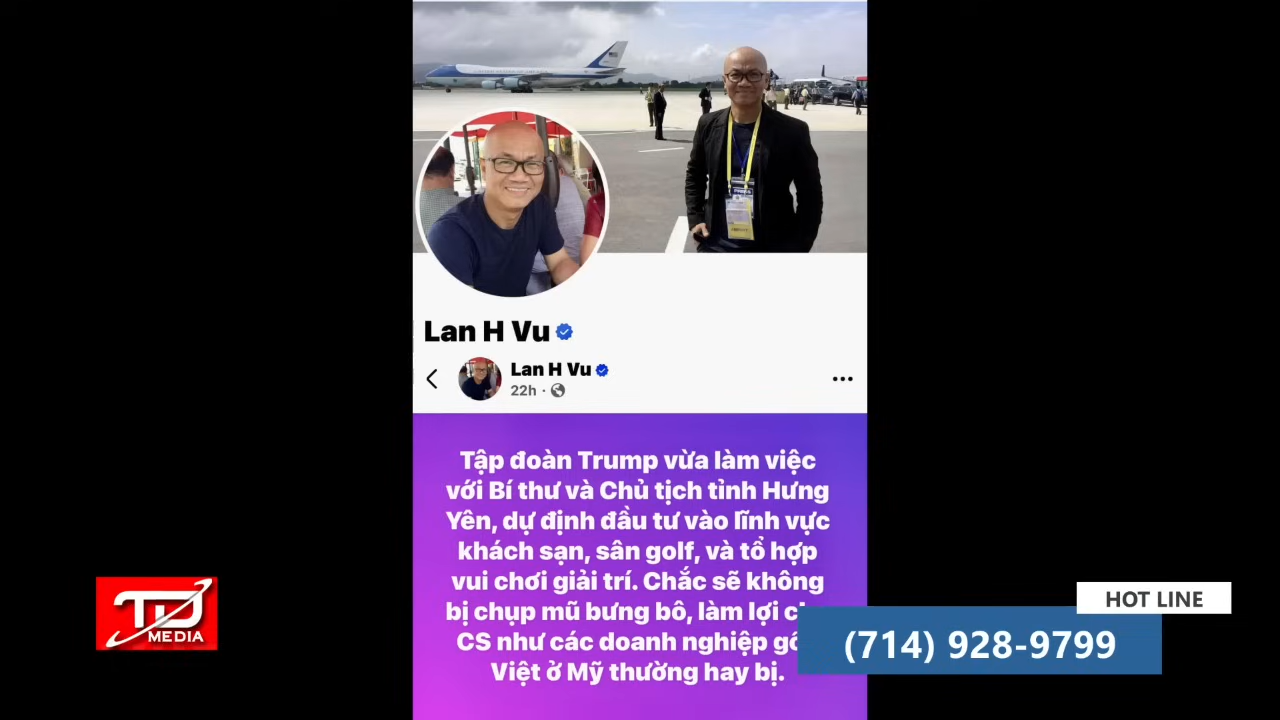 Lan H Vu
Lan H Vu
22h ·
Tập đoàn Trump vừa làm việc
với Bí thư và Chủ tịch tỉnh Hưng
Yên, dự định đầu tư vào lĩnh vực
khách sạn, sân golf, và tổ hợp
vui chơi giải trí. Chắc sẽ không
bị chụp mũ bưng bô, làm lợi
CS như các doanh nghiệp
Việt ở Mỹ thường hay bị.
TD
MEDIA
HOT LINE
(714) 928-9799